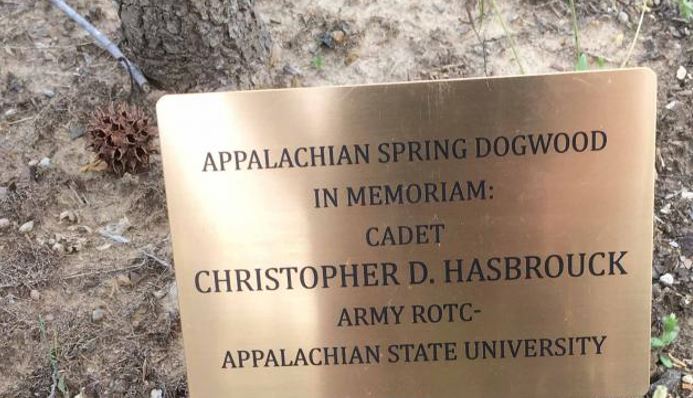 APPALACHIAN SPRING DOGWOOD
IN MEMORIAM:
CADET
CHRISTOPHER D. HASBROUCK
ARMY ROTC-
APPALACHIAN STATE UNIVERSITY